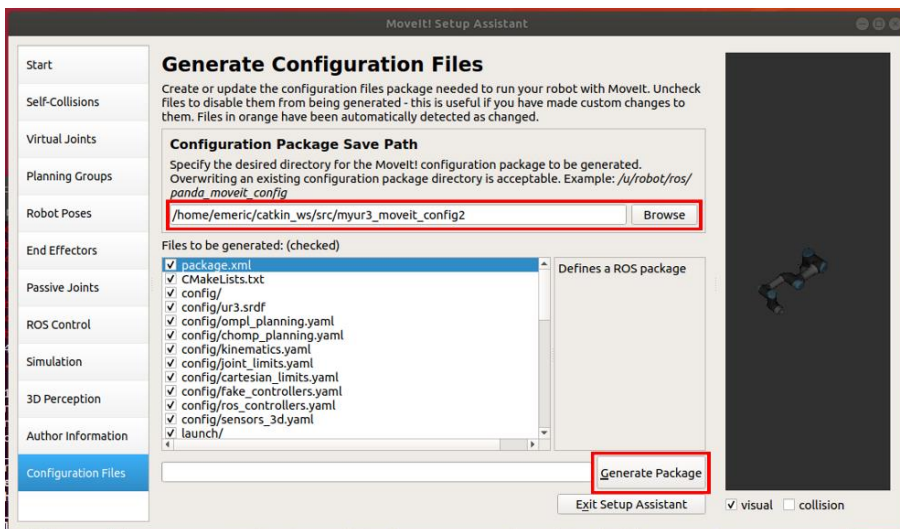 MoveIt! Setup Assistant
Start
Self-Collisions
Virtual Joints
Planning Groups
Robot Poses
End Effectors
Passive Joints
ROS Control
Simulation
3D Perception
Author Information
Configuration Files
Generate Configuration Files
Create or update the configuration files package needed to run your robot with MoveIt. Uncheck
files to disable them from being generated - this is useful if you have made custom changes to
them. Files in orange have been automatically detected as changed.
Configuration Package Save Path
Specify the desired directory for the MoveIt! configuration package to be generated.
Overwriting an existing configuration package directory is acceptable. Example: /u/robot/ros/
panda_moveit_config
/home/emeric/catkin_ws/src/myur3_moveit_config2
Browse
Files to be generated: (checked)
package.xml
CMakeLists.txt
config/
config/ur3.srdf
config/ompl_planning.yaml
config/chomp_planning.yaml
config/kinematics.yaml
config/joint_limits.yaml
config/cartesian_limits.yaml
config/fake_controllers.yaml
config/ros_controllers.yaml
config/sensors_3d.yaml
launch/
Defines a ROS package
Generate Package
Exit Setup Assistant
visual
collision